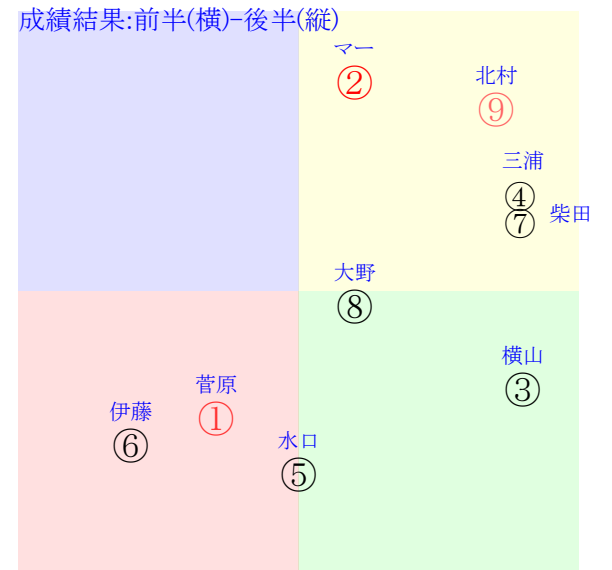 成績結果:前半(横)-後半(縦)
マー
②
北村
⑨
三浦
④
柴田
⑦
大野
⑧
横山
③
菅原
①
伊藤
⑥
水口
⑤